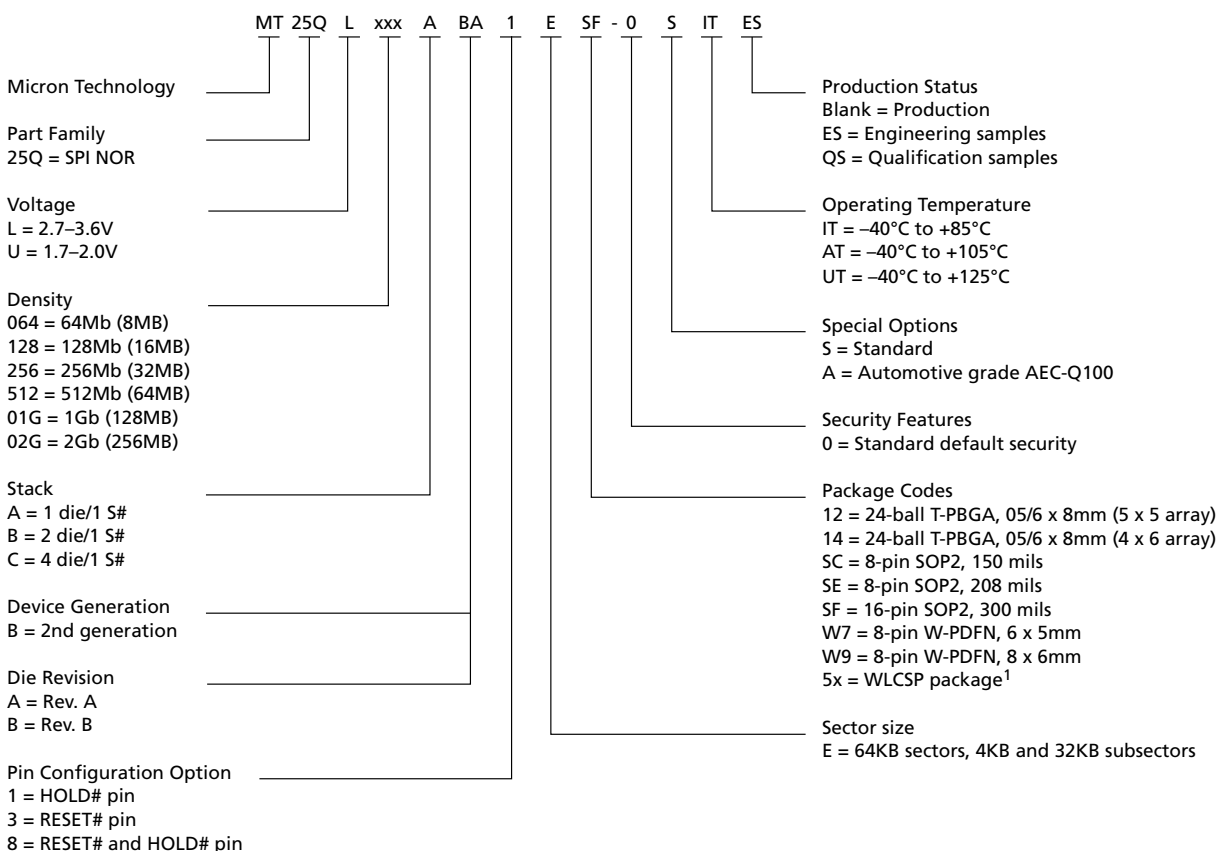 MT 25Q L xxx A BA 1 E SF - 0 S IT ES
Micron Technology
Part Family
25Q = SPI NOR
Voltage
L = 2.7–3.6V
U = 1.7–2.0V
Density
064 = 64Mb (8MB)
128 = 128Mb (16MB)
256 = 256Mb (32MB)
512 = 512Mb (64MB)
01G = 1Gb (128MB)
02G = 2Gb (256MB)
Stack
A = 1 die/1 S#
B = 2 die/1 S#
C = 4 die/1 S#
Device Generation
B = 2nd generation
Die Revision
A = Rev. A
B = Rev. B
Pin Configuration Option
1 = HOLD# pin
3 = RESET# pin
8 = RESET# and HOLD# pin
Production Status
Blank = Production
ES = Engineering samples
QS = Qualification samples
Operating Temperature
IT = –40°C to +85°C
AT = –40°C to +105°C
UT = –40°C to +125°C
Special Options
S = Standard
A = Automotive grade AEC-Q100
Security Features
0 = Standard default security
Package Codes
12 = 24-ball T-PBGA, 05/6 x 8mm (5 x 5 array)
14 = 24-ball T-PBGA, 05/6 x 8mm (4 x 6 array)
SC = 8-pin SOP2, 150 mils
SE = 8-pin SOP2, 208 mils
SF = 16-pin SOP2, 300 mils
W7 = 8-pin W-PDFN, 6 x 5mm
W9 = 8-pin W-PDFN, 8 x 6mm
5x = WLCSP package1
Sector size
E = 64KB sectors, 4KB and 32KB subsectors